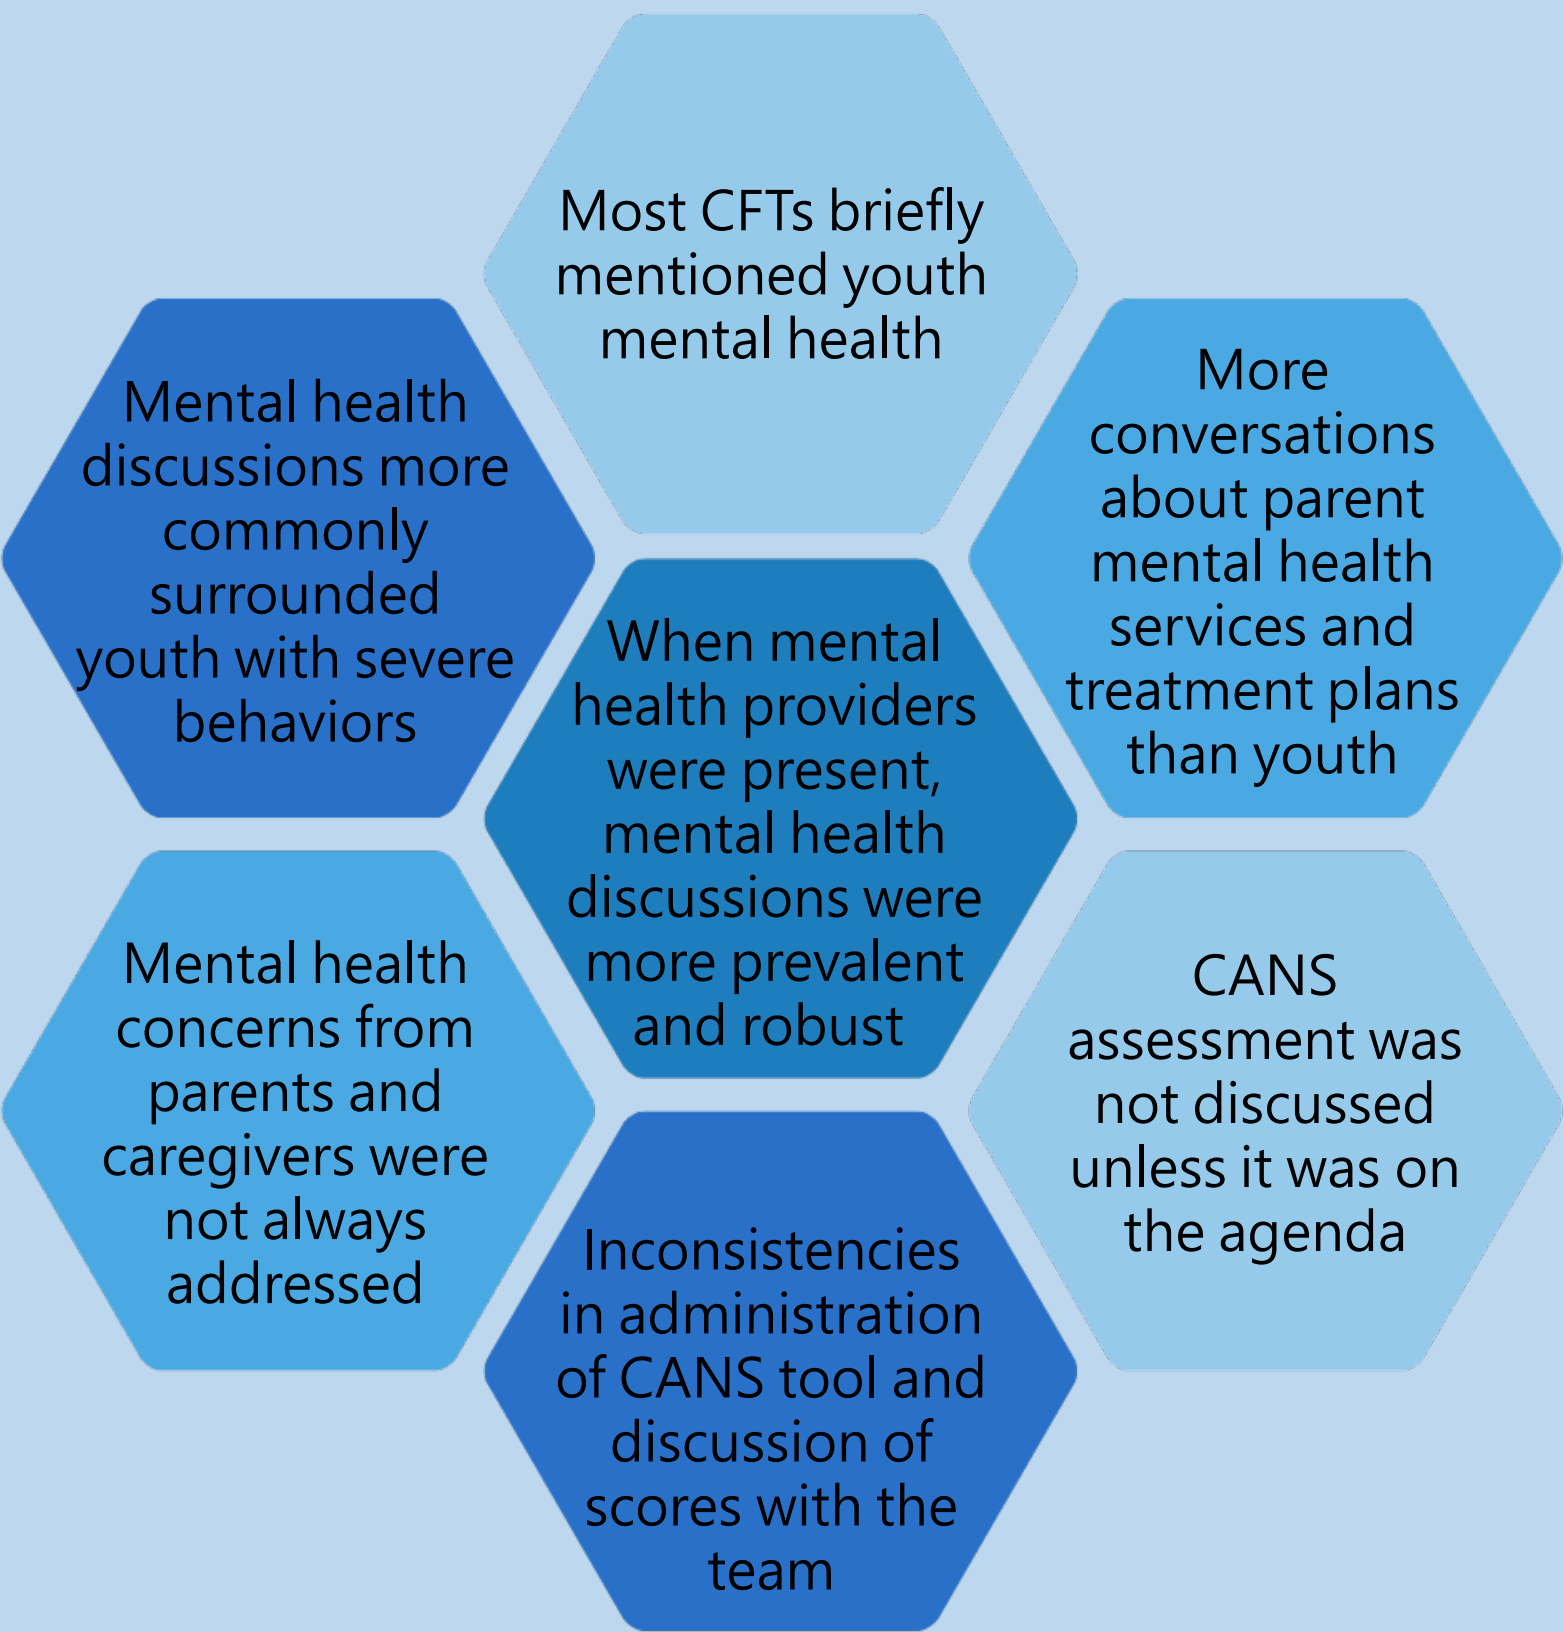 Most CFTs briefly
mentioned youth
mental health
Mental health
discussions more
commonly
surrounded
youth with severe
behaviors
More
conversations
about parent
mental health
services and
treatment plans
than youth
When mental
health providers
were present,
mental health
discussions were
more prevalent
and robust
Mental health
concerns from
parents and
caregivers were
not always
addressed
CANS
assessment was
not discussed
unless it was on
the agenda
Inconsistencies
in administration
of CANS tool and
discussion of
scores with the
team